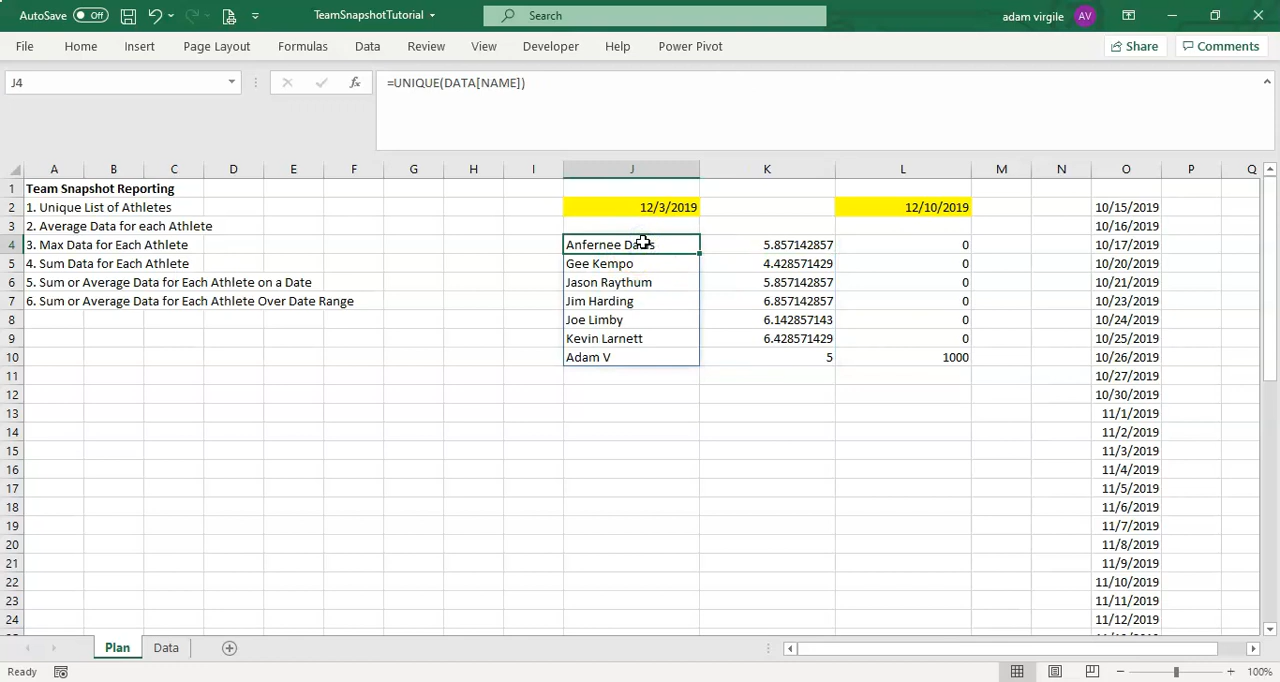 AutoSave Off TeamSnapshotTutorial Search adam virgile AV
File Home Insert Page Layout Formulas Data Review View Developer Help Power Pivot Share Comments
J4 fx =UNIQUE(DATA[NAME])
A B C D E F G H I J K L M N O P Q
1 Team Snapshot Reporting
2 1. Unique List of Athletes 12/3/2019 12/10/2019 10/15/2019
3 2. Average Data for each Athlete 10/16/2019
4 3. Max Data for Each Athlete Anfernee 5.857142857 0 10/17/2019
5 4. Sum Data for Each Athlete Gee Kempo 4.428571429 0 10/20/2019
6 5. Sum or Average Data for Each Athlete on a Date Jason Raythum 5.857142857 0 10/21/2019
7 6. Sum or Average Data for Each Athlete Over Date Range Jim Harding 6.857142857 0 10/23/2019
8 Joe Limby 6.142857143 0 10/24/2019
9 Kevin Larnett 6.428571429 0 10/25/2019
10 Adam V 5 1000 10/26/2019
11 10/27/2019
12 10/30/2019
13 11/1/2019
14 11/2/2019
15 11/3/2019
16 11/4/2019
17 11/5/2019
18 11/6/2019
19 11/7/2019
20 11/8/2019
21 11/9/2019
22 11/10/2019
23 11/11/2019
24 11/12/2019
Plan Data
Ready 100%